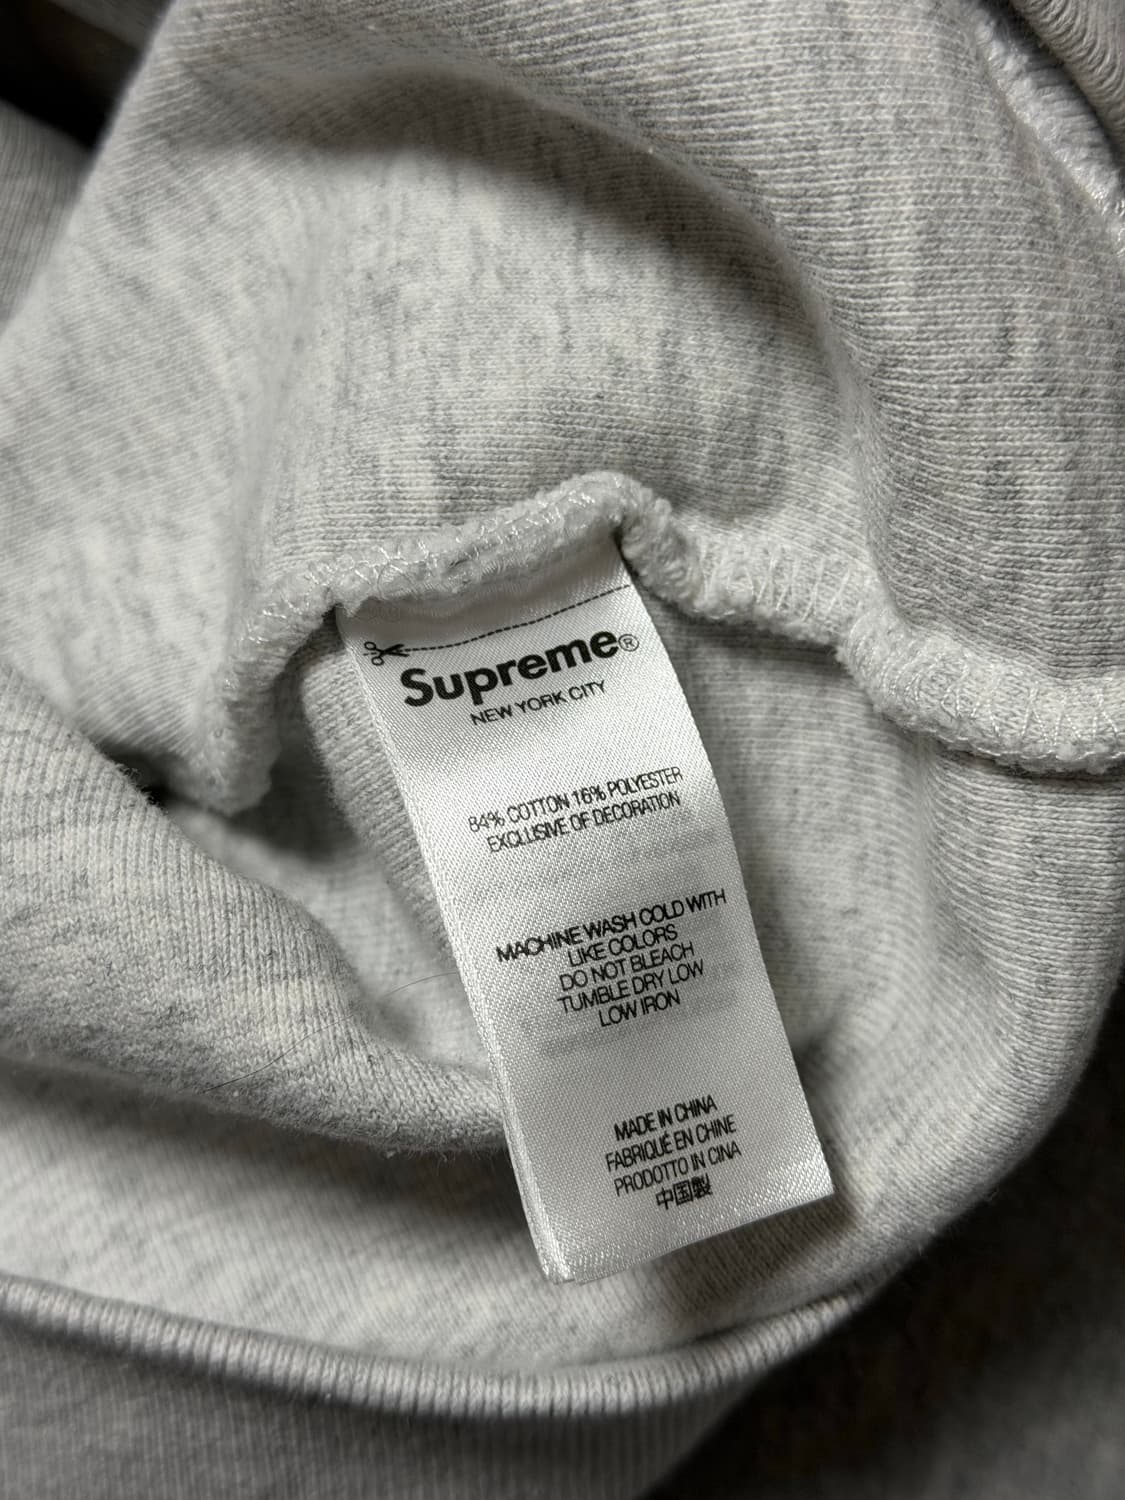 Supreme®
NEW YORK CITY
84% COTTON 16% POLYESTER
EXCLUSIVE OF DECORATION
MACHINE WASH COLD WITH
LIKE COLORS
DO NOT BLEACH
TUMBLE DRY LOW
LOW IRON
MADE IN CHINA
FABRIQUÉ EN CHINE
PRODOTTO IN CINA
中国製